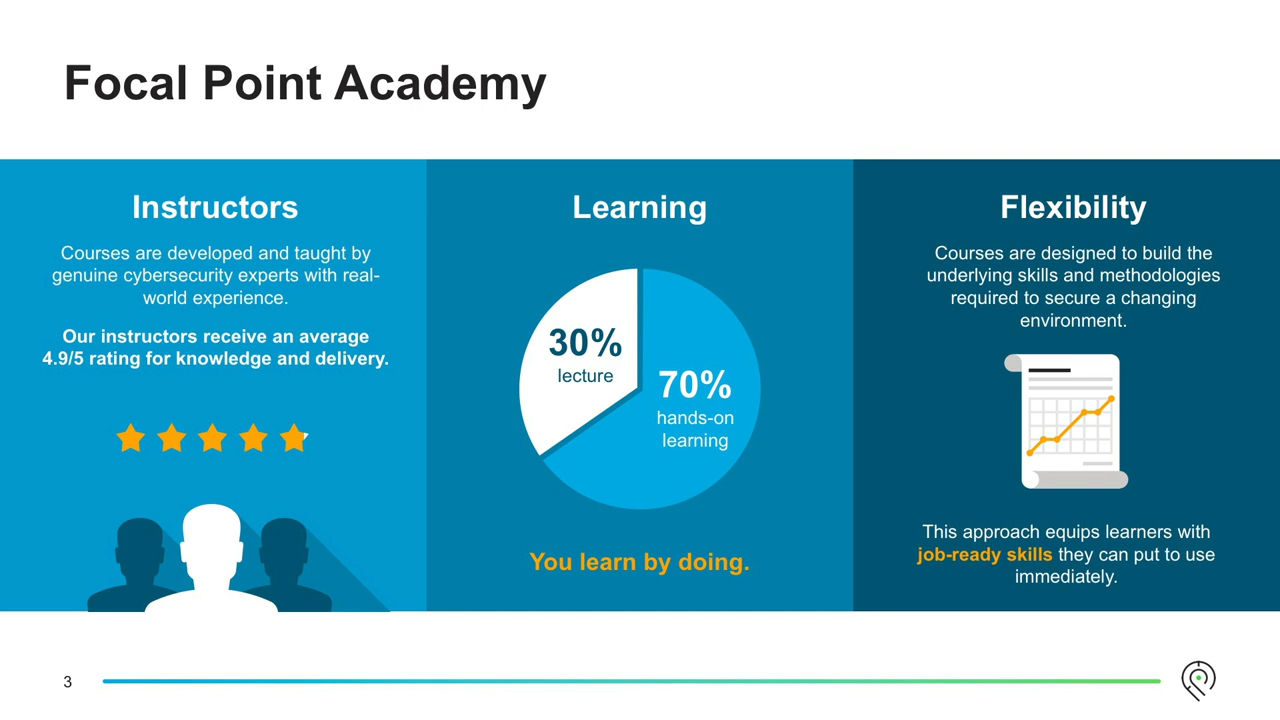 Focal Point Academy
Instructors
Courses are developed and taught by
genuine cybersecurity experts with real-
world experience.
Our instructors receive an average
4.9/5 rating for knowledge and delivery.
Learning
30%
lecture
70%
hands-on
learning
You learn by doing.
Flexibility
Courses are designed to build the
underlying skills and methodologies
required to secure a changing
environment.
This approach equips learners with
job-ready skills they can put to use
immediately.
3